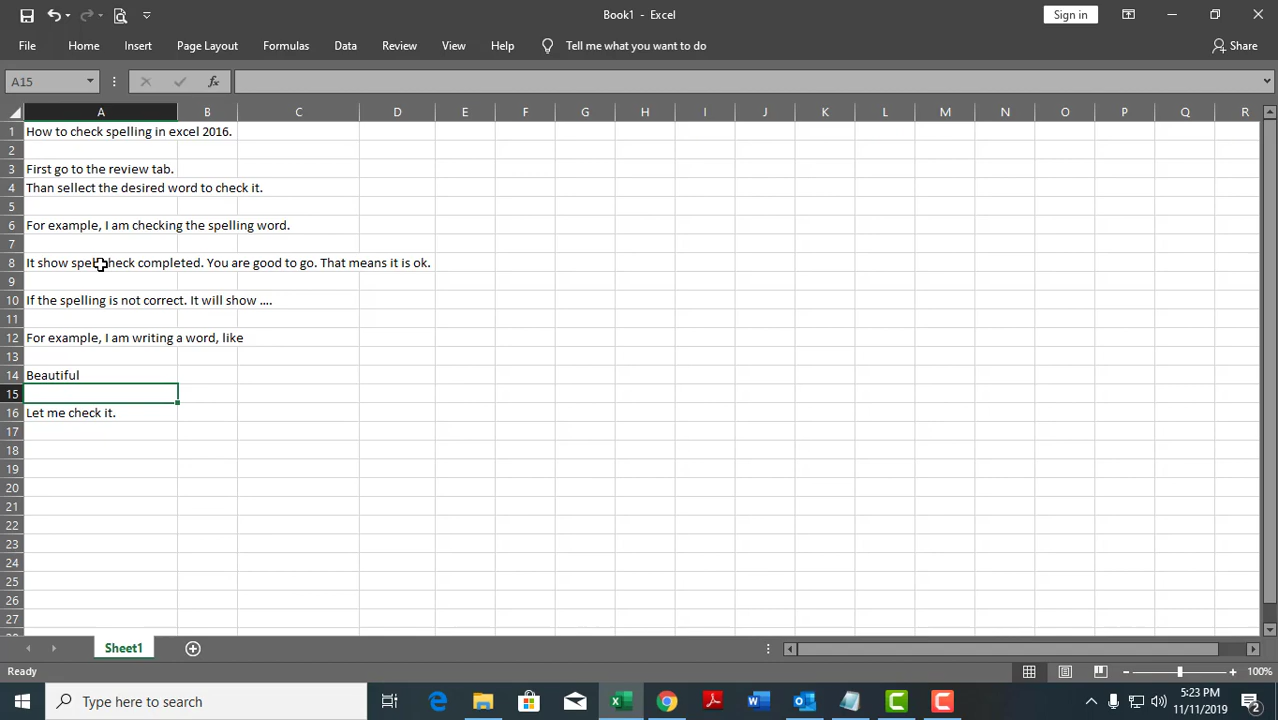 Book1 - Excel
Sign in
File Home Insert Page Layout Formulas Data Review View Help Tell me what you want to do Share
A15 fx
A B C D E F G H I J K L M N O P Q R
1 How to check spelling in excel 2016.
2
3 First go to the review tab.
4 Than sellect the desired word to check it.
5
6 For example, I am checking the spelling word.
7
8 It show spell check completed. You are good to go. That means it is ok.
9
10 If the spelling is not correct. It will show ....
11
12 For example, I am writing a word, like
13
14 Beautiful
15
16 Let me check it.
17
18
19
20
21
22
23
24
25
26
27
Sheet1
Ready 100%
Type here to search
5:23 PM
11/11/2019
2